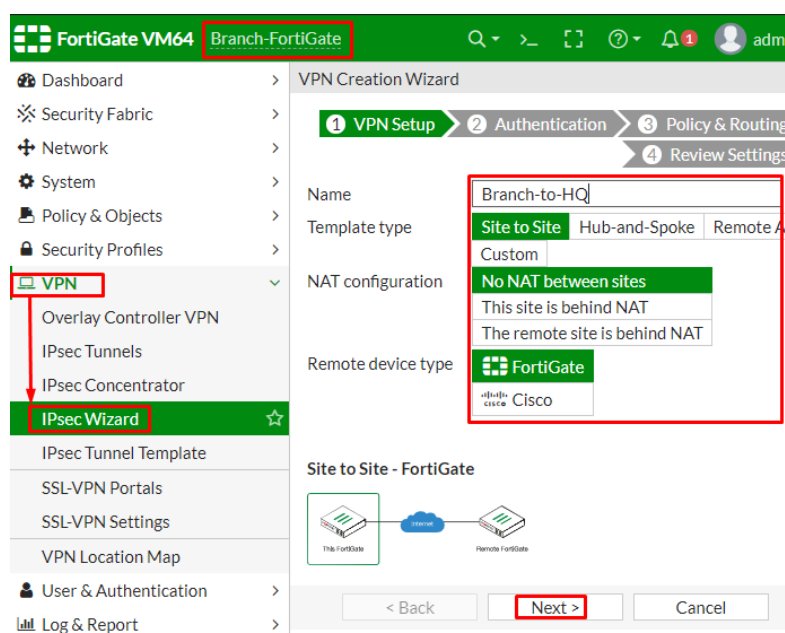 FortiGate VM64 Branch-FortiGate 1 adm
Dashboard
Security Fabric
Network
System
Policy & Objects
Security Profiles
VPN
Overlay Controller VPN
IPsec Tunnels
IPsec Concentrator
IPsec Wizard
IPsec Tunnel Template
SSL-VPN Portals
SSL-VPN Settings
VPN Location Map
User & Authentication
Log & Report
VPN Creation Wizard
1 VPN Setup 2 Authentication 3 Policy & Routing
4 Review Settings
Name Branch-to-HQ
Template type Site to Site Hub-and-Spoke Remote A
Custom
NAT configuration No NAT between sites
This site is behind NAT
The remote site is behind NAT
Remote device type FortiGate
cisco Cisco
Site to Site - FortiGate
Internet
This FortiGate Remote FortiGate
< Back Next > Cancel